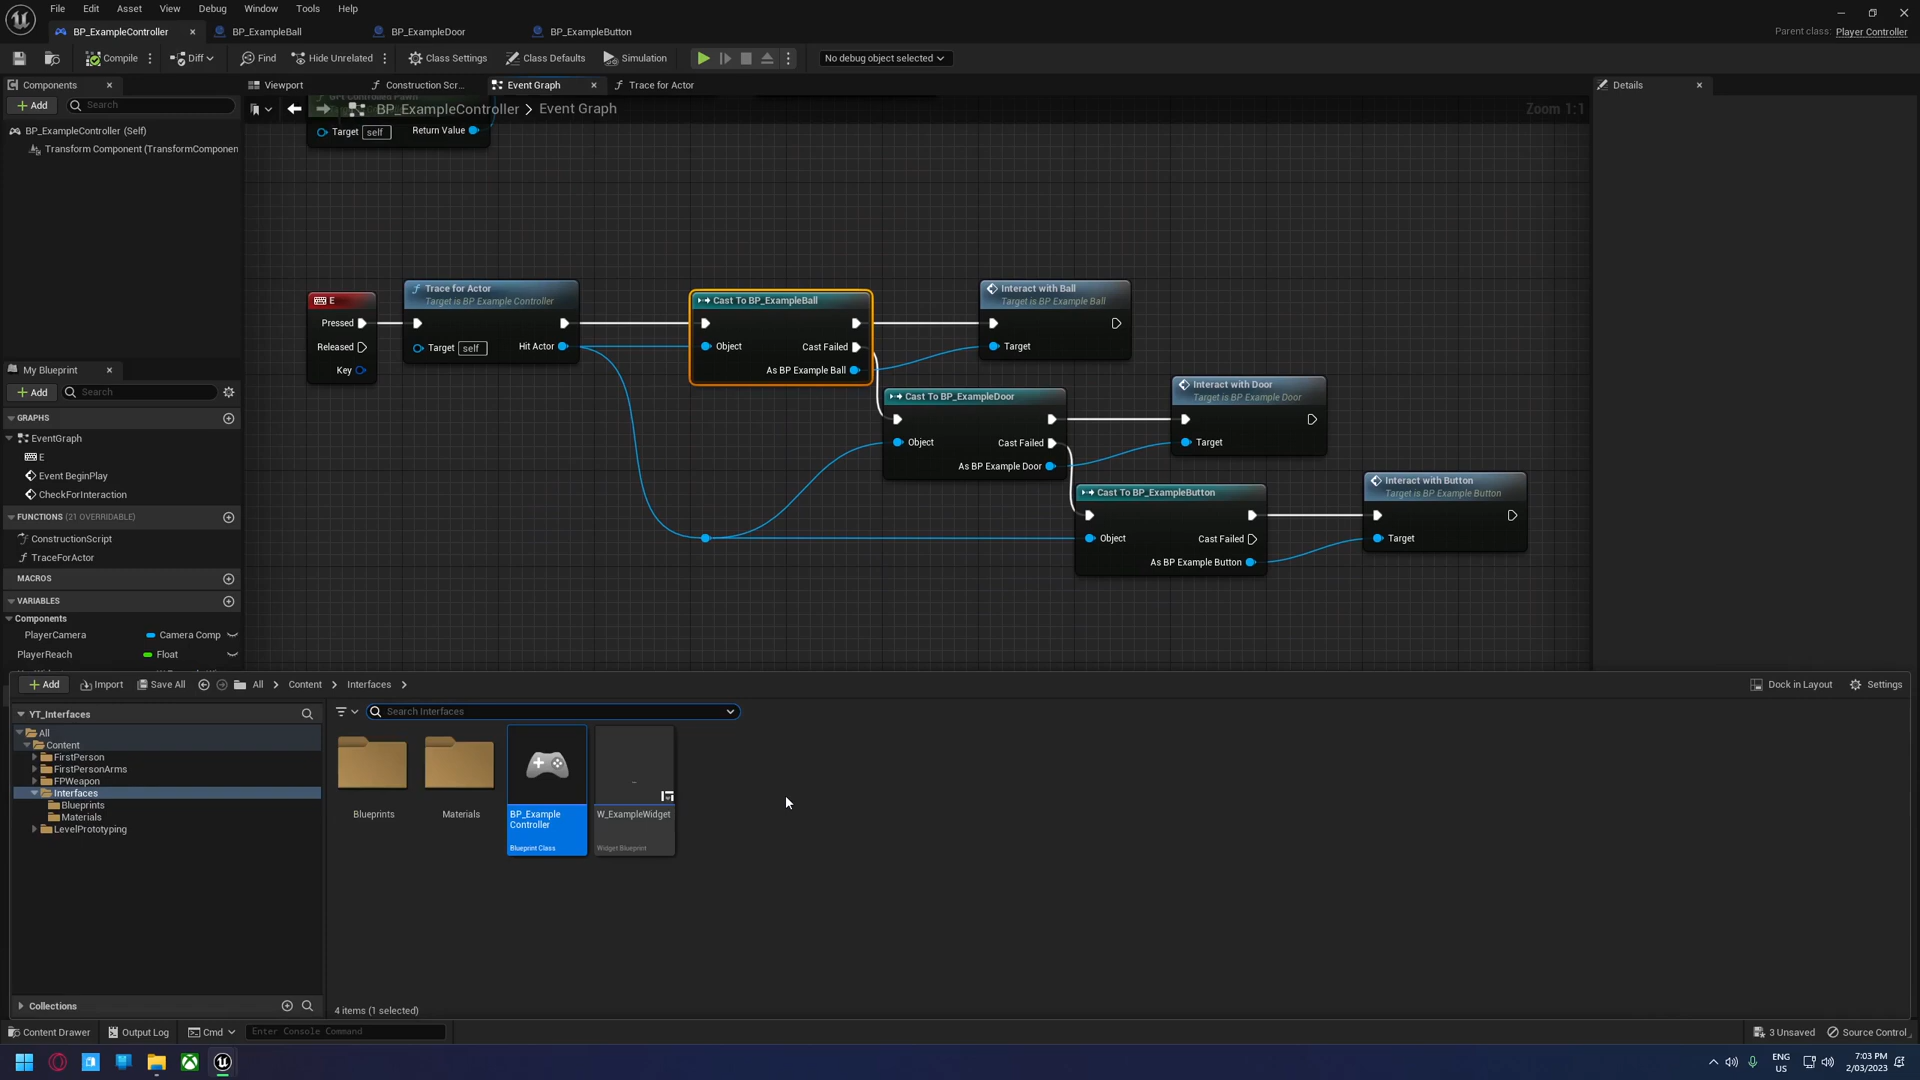 File Edit Asset View Window Tools Help
BP_ExampleController BP_ExampleBall BP_ExampleDoor BP_ExampleButton
Parent class: Player Controller
Compile Diff Find Hide Unrelated Class Settings Class Defaults Simulation No debug object selected
Components
Viewport Construction Scr... Event Graph Trace for Actor
Details
Add Search
BP_ExampleController > Event Graph
Zoom 1:1
BP_ExampleController (Self)
Transform Component (TransformComponen
Target self Return Value
E
Pressed
Released
Key
Trace for Actor
Target is BP Example Controller
Target self Hit Actor
Cast To BP_ExampleBall
Object Cast Failed
As BP Example Ball
Interact with Ball
Target is BP Example Ball
Target
Cast To BP_ExampleDoor
Object Cast Failed
As BP Example Door
Interact with Door
Target is BP Example Door
Target
Cast To BP_ExampleButton
Object Cast Failed
As BP Example Button
Interact with Button
Target is BP Example Button
Target
My Blueprint
Add Search
GRAPHS
EventGraph
E
Event BeginPlay
CheckForInteraction
FUNCTIONS (21 OVERRIDABLE)
ConstructionScript
TraceForActor
MACROS
VARIABLES
Components
PlayerCamera Camera Comp
PlayerReach Float
Add Import Save All All > Content > Interfaces >
Dock in Layout Settings
YT_Interfaces
Search Interfaces
All
Content
FirstPerson
FirstPersonArms
FPWeapon
Interfaces
Blueprints
Materials
LevelPrototyping
Blueprints
Materials
BP_Example
Controller
Blueprint Class
W_ExampleWidget
Widget Blueprint
Collections
4 items (1 selected)
Content Drawer Output Log Cmd Enter Console Command
3 Unsaved Source Control
ENG
US
7:03 PM
2/03/2023